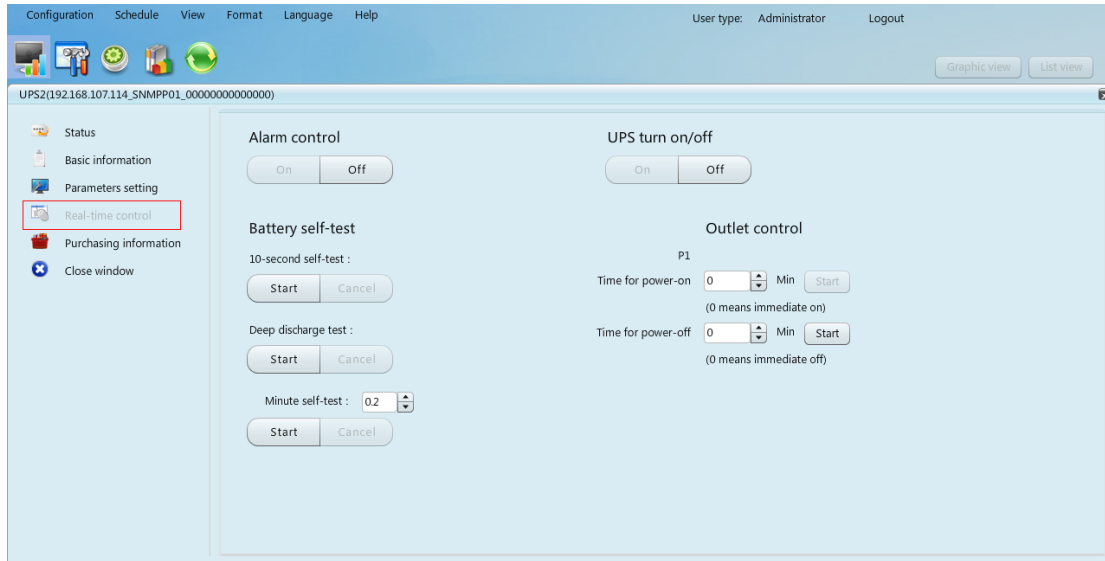 Configuration Schedule View Format Language Help User type: Administrator Logout
Graphic view List view
UPS2(192.168.107.114_SNMPP01_00000000000000)
Status
Basic information
Parameters setting
Real-time control
Purchasing information
Close window
Alarm control
On Off
Battery self-test
10-second self-test :
Start Cancel
Deep discharge test :
Start Cancel
Minute self-test : 0.2
Start Cancel
UPS turn on/off
On Off
Outlet control
P1
Time for power-on 0 Min Start
(0 means immediate on)
Time for power-off 0 Min Start
(0 means immediate off)